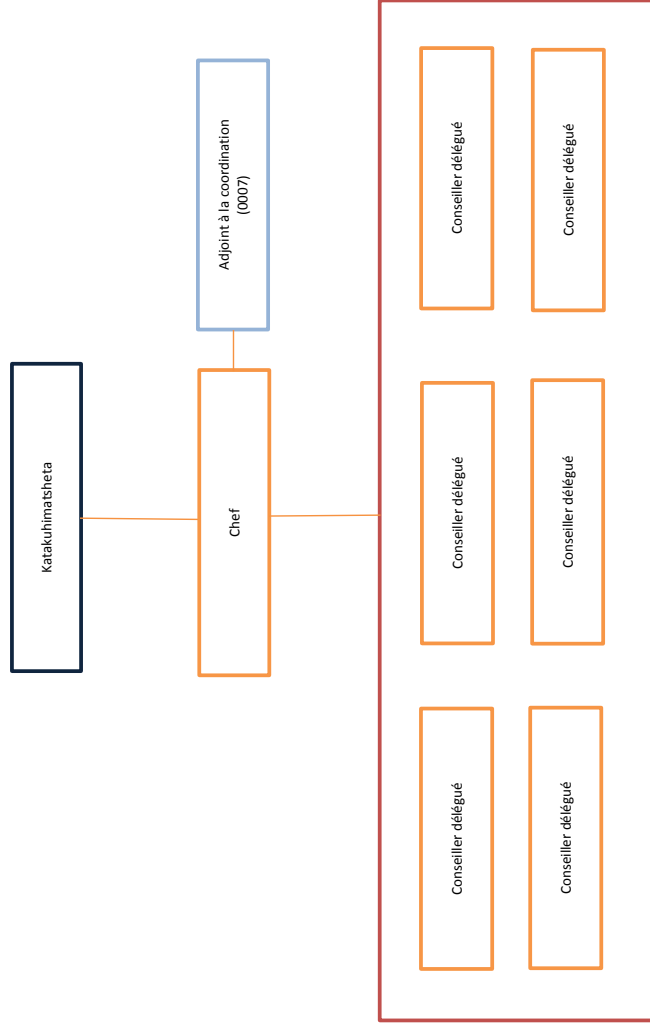 Katakuhimatsheta
Chef
Adjoint à la coordination
(0007)
Conseiller délégué
Conseiller délégué
Conseiller délégué
Conseiller délégué
Conseiller délégué
Conseiller délégué